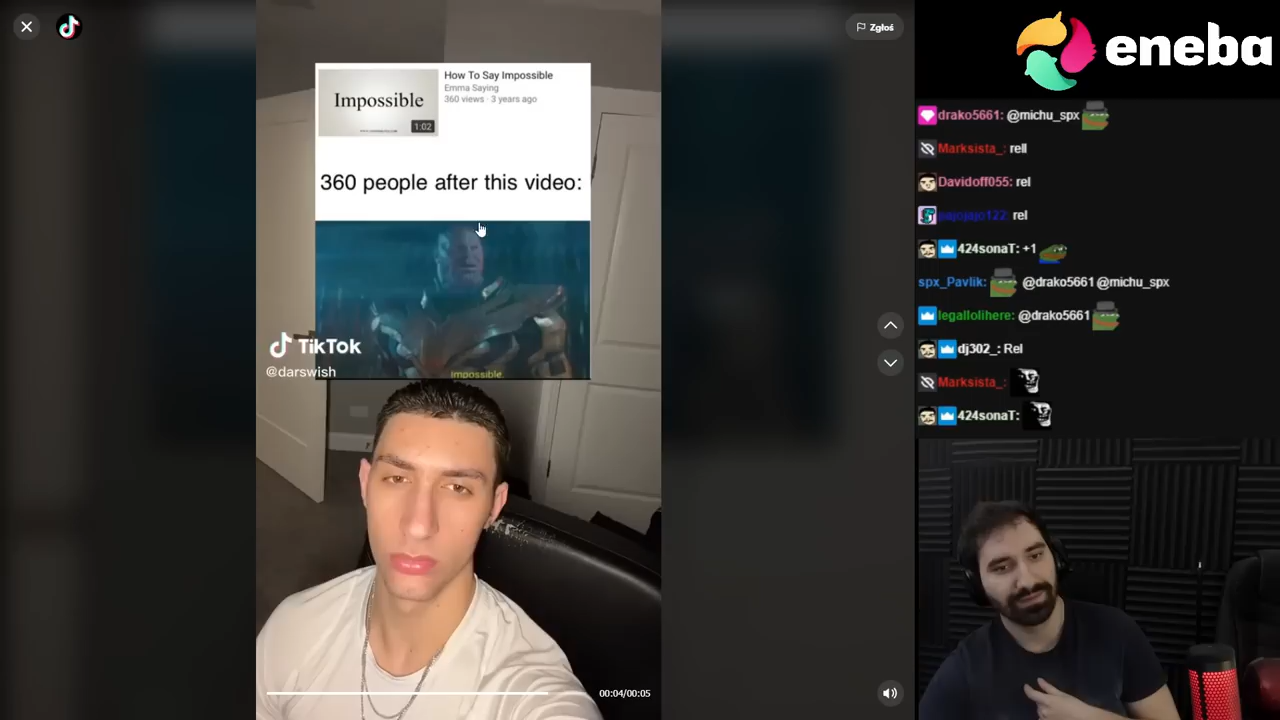 Zgłoś
eneba
Impossible
1:02
How To Say Impossible
Emma Saying
360 views · 3 years ago
360 people after this video:
impossible.
TikTok
@darswish
00:04/00:05
drako5661: @michu_spx
Marksista_: rell
Davidoff055: rel
jajojajo122: rel
424sonaT: +1
spx_Pavlik: @drako5661 @michu_spx
legallolihere: @drako5661
dj302_: Rel
Marksista_:
424sonaT: